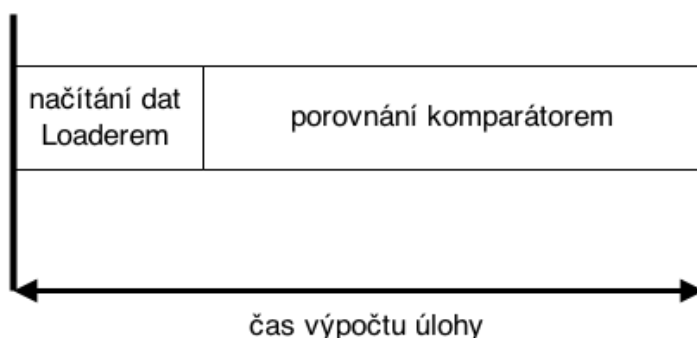 načítání dat
Loaderem
porovnání komparátorem
čas výpočtu úlohy